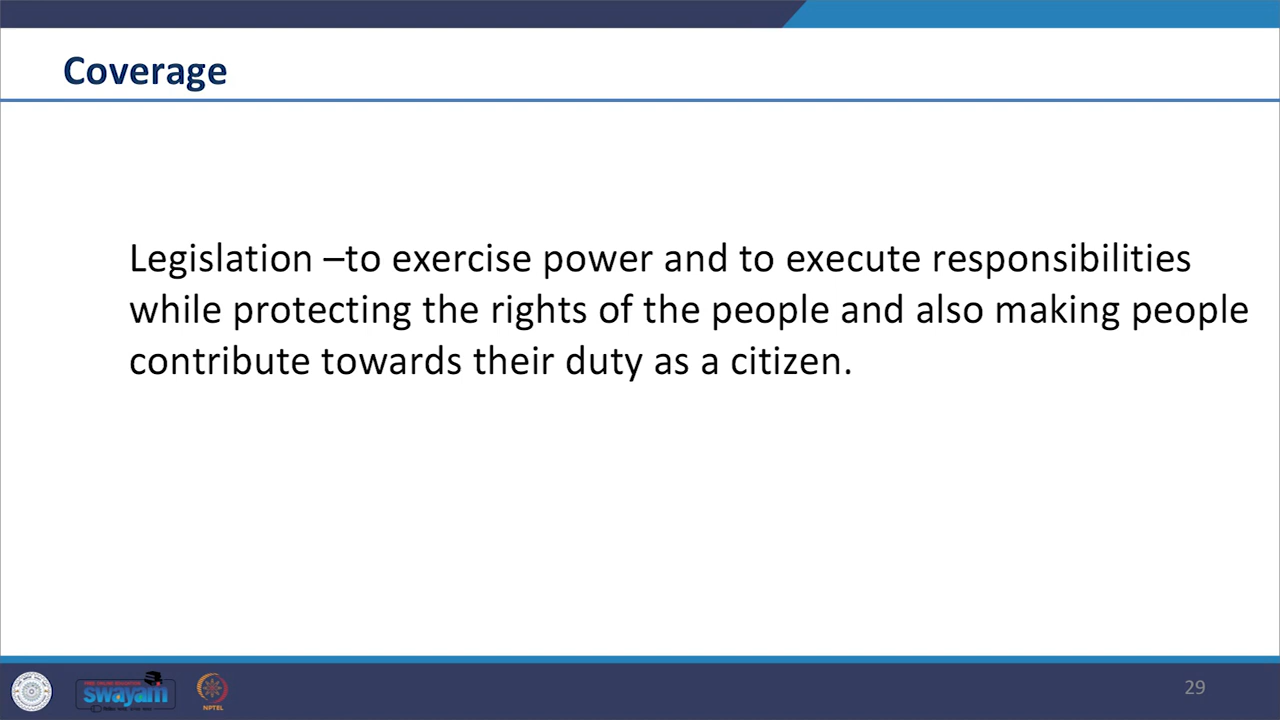 Coverage
Legislation –to exercise power and to execute responsibilities
while protecting the rights of the people and also making people
contribute towards their duty as a citizen.
swayam
NPTEL
29